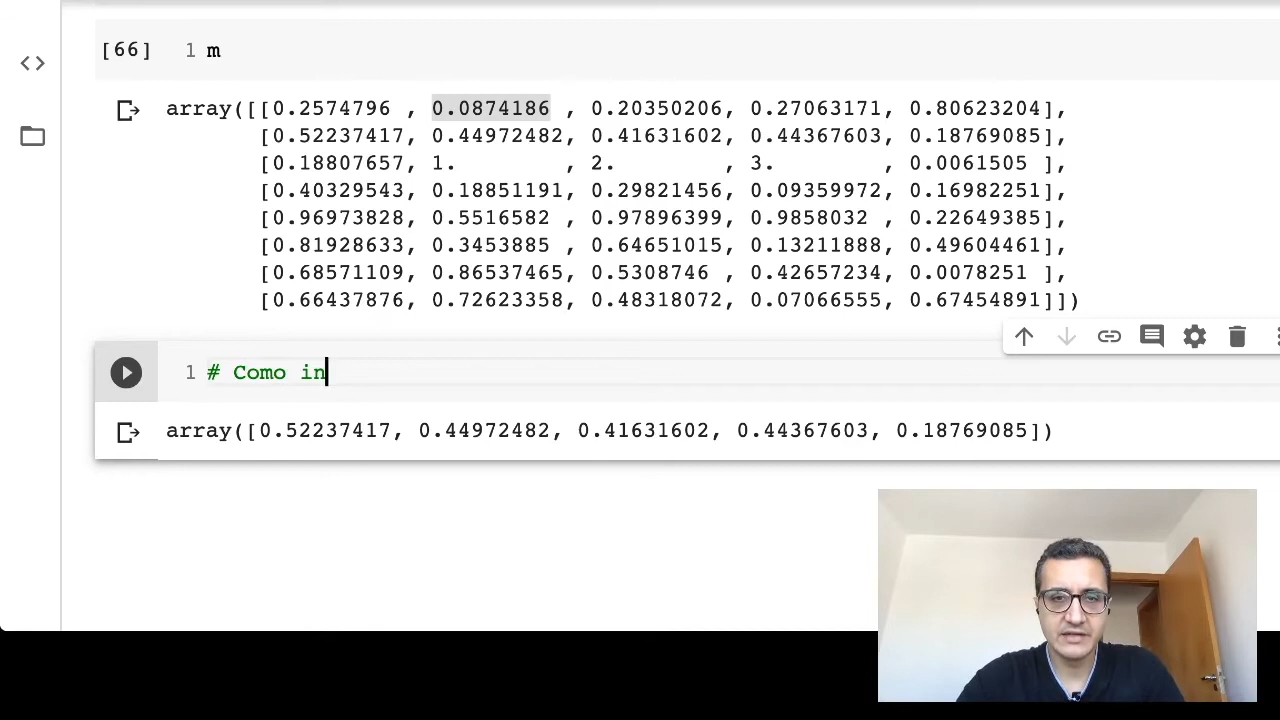 [66] 1 m
array([[0.2574796 , 0.0874186 , 0.20350206, 0.27063171, 0.80623204],
[0.52237417, 0.44972482, 0.41631602, 0.44367603, 0.18769085],
[0.18807657, 1. , 2. , 3. , 0.0061505 ],
[0.40329543, 0.18851191, 0.29821456, 0.09359972, 0.16982251],
[0.96973828, 0.5516582 , 0.97896399, 0.9858032 , 0.22649385],
[0.81928633, 0.3453885 , 0.64651015, 0.13211888, 0.49604461],
[0.68571109, 0.86537465, 0.5308746 , 0.42657234, 0.0078251 ],
[0.66437876, 0.72623358, 0.48318072, 0.07066555, 0.67454891]])
1 # Como in
array([0.52237417, 0.44972482, 0.41631602, 0.44367603, 0.18769085])